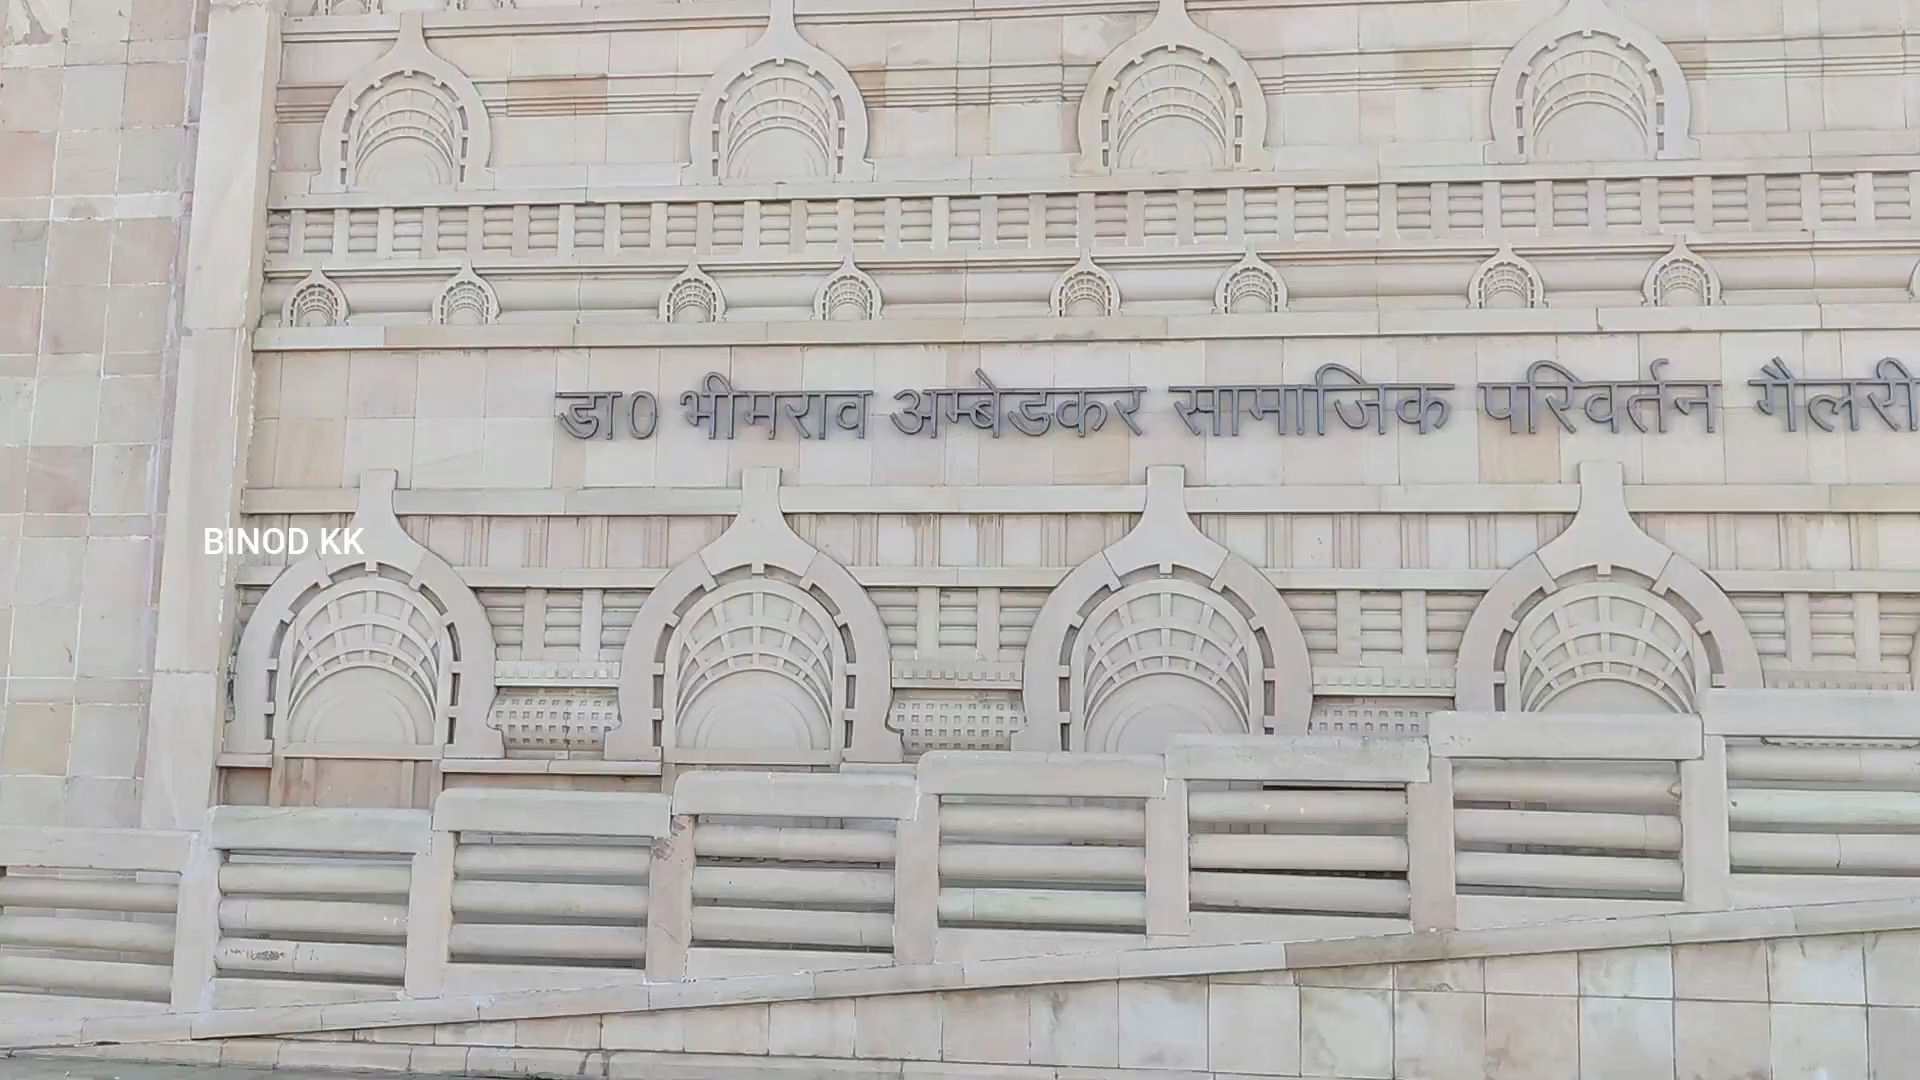 डा0 भीमराव अम्बेडकर सामाजिक परिवर्तन गैलरी
BINOD KK